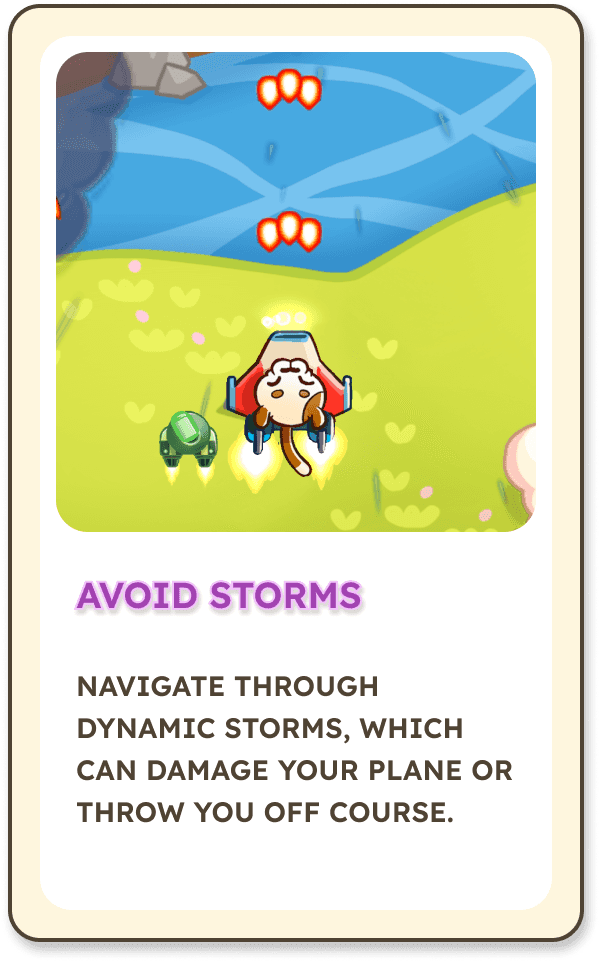 AVOID STORMS
NAVIGATE THROUGH
DYNAMIC STORMS, WHICH
CAN DAMAGE YOUR PLANE OR
THROW YOU OFF COURSE.